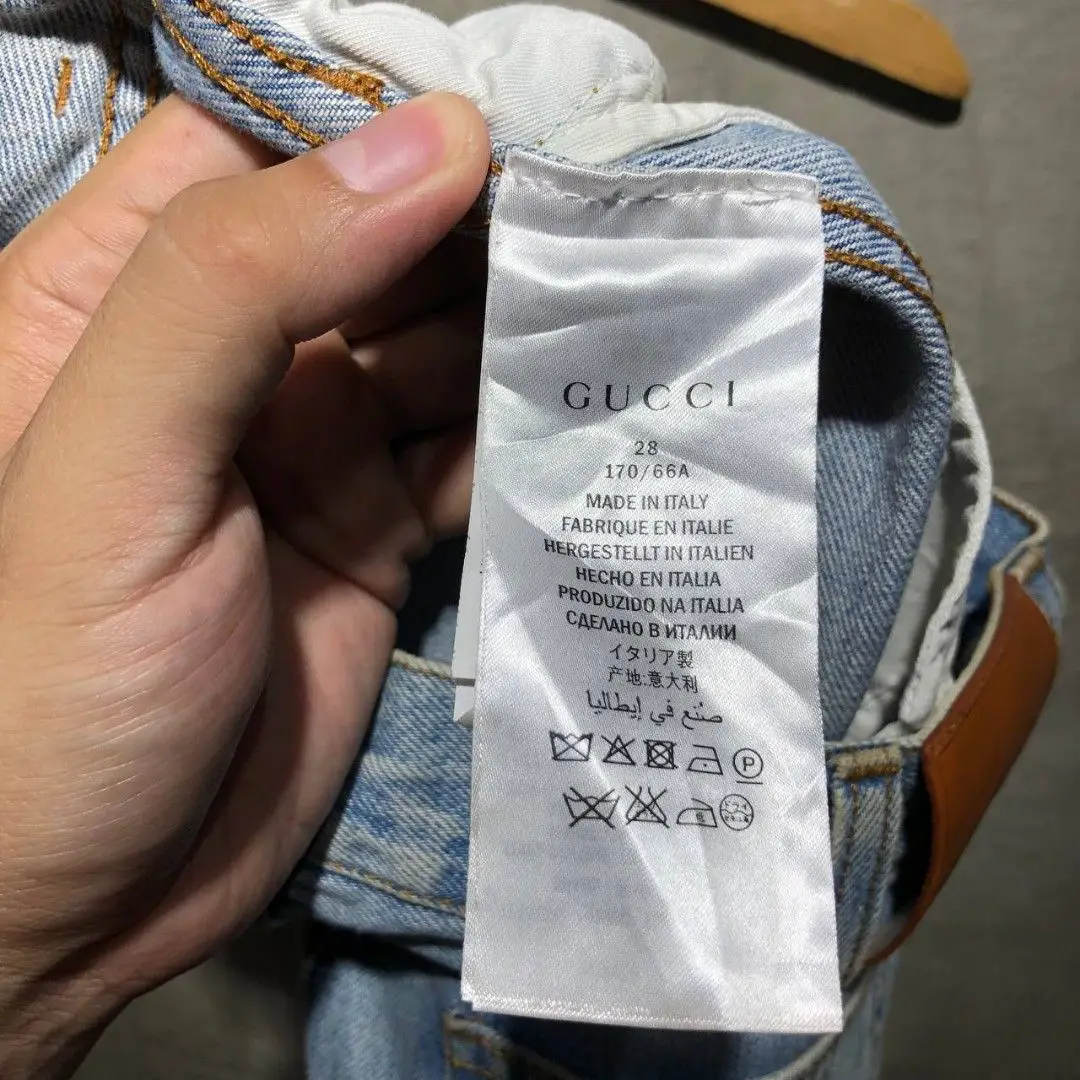 GUCCI
28
170/66A
MADE IN ITALY
FABRIQUE EN ITALIE
HERGESTELLT IN ITALIEN
HECHO EN ITALIA
PRODUZIDO NA ITALIA
СДЕЛАНО В ИТАЛИИ
イタリア製
产地:意大利
صنع في إيطاليا
P